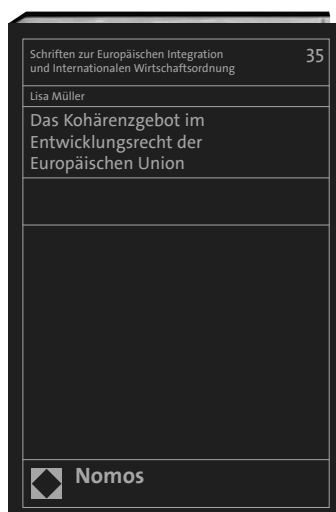 Schriften zur Europäischen Integration
und Internationalen Wirtschaftsordnung
35
Lisa Müller
Das Kohärenzgebot im
Entwicklungsrecht der
Europäischen Union
Nomos